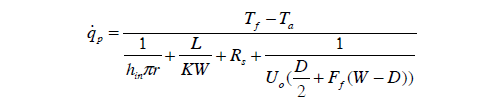 q̇_p = (T_f − T_a) / (1/(h_in πr) + L/(KW) + R_s + 1/(U_o(D/2 + F_f(W − D))))